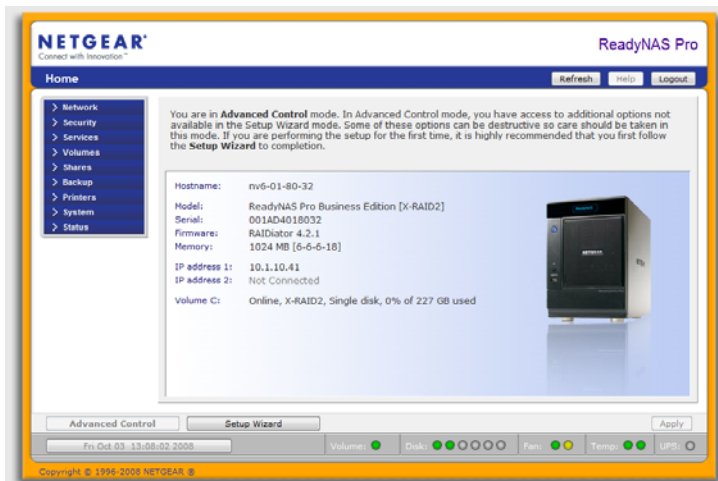 NETGEAR®
Connect with Innovation™
ReadyNAS Pro
Home
Refresh
Help
Logout
> Network
> Security
> Services
> Volumes
> Shares
> Backup
> Printers
> System
> Status
You are in Advanced Control mode. In Advanced Control mode, you have access to additional options not
available in the Setup Wizard mode. Some of these options can be destructive so care should be taken in
this mode. If you are performing the setup for the first time, it is highly recommended that you first follow
the Setup Wizard to completion.
Hostname: nv6-01-80-32
Model: ReadyNAS Pro Business Edition [X-RAID2]
Serial: 001AD4018032
Firmware: RAIDiator 4.2.1
Memory: 1024 MB [6-6-6-18]
IP address 1: 10.1.10.41
IP address 2: Not Connected
Volume C: Online, X-RAID2, Single disk, 0% of 227 GB used
NETGEAR
Advanced Control
Setup Wizard
Apply
Fri Oct 03 13:08:02 2008
Volume:
Disk:
Fan:
Temp:
UPS:
Copyright © 1996-2008 NETGEAR ®